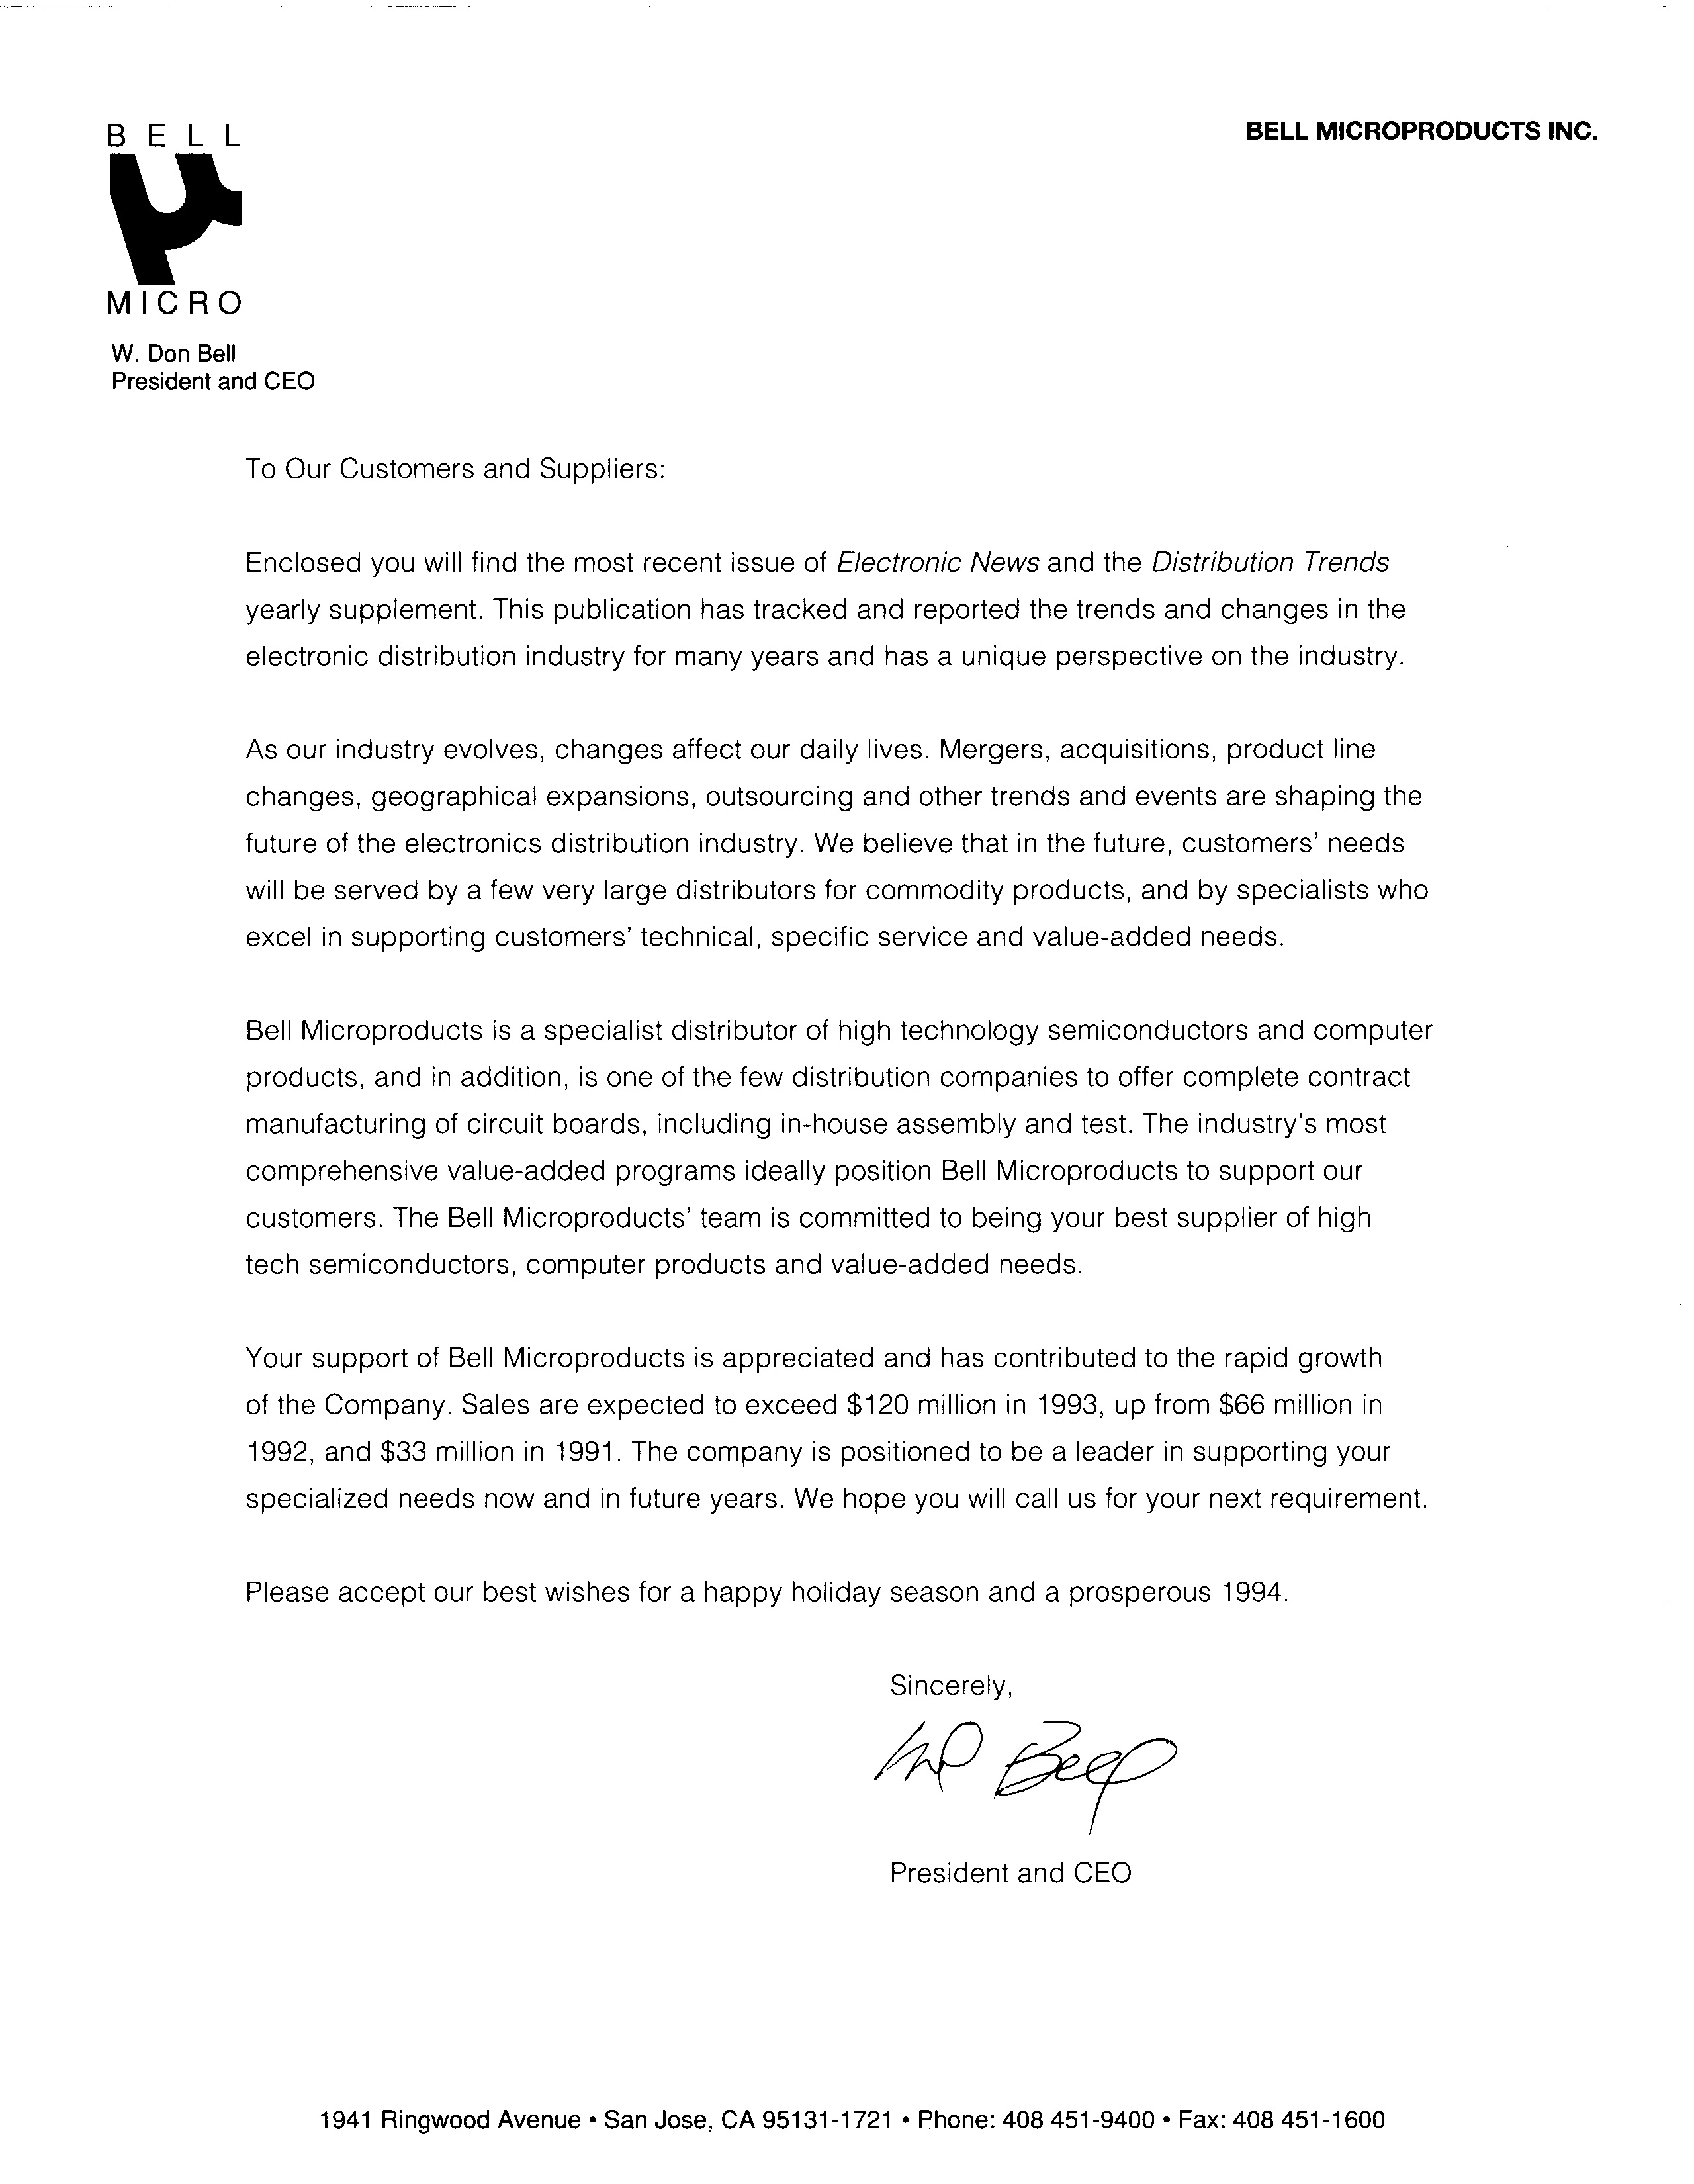 BELL
BELL MICROPRODUCTS INC.
µ
MICRO
W. Don Bell
President and CEO
To Our Customers and Suppliers:
Enclosed you will find the most recent issue of Electronic News and the Distribution Trends
yearly supplement. This publication has tracked and reported the trends and changes in the
electronic distribution industry for many years and has a unique perspective on the industry.
As our industry evolves, changes affect our daily lives. Mergers, acquisitions, product line
changes, geographical expansions, outsourcing and other trends and events are shaping the
future of the electronics distribution industry. We believe that in the future, customers' needs
will be served by a few very large distributors for commodity products, and by specialists who
excel in supporting customers' technical, specific service and value-added needs.
Bell Microproducts is a specialist distributor of high technology semiconductors and computer
products, and in addition, is one of the few distribution companies to offer complete contract
manufacturing of circuit boards, including in-house assembly and test. The industry's most
comprehensive value-added programs ideally position Bell Microproducts to support our
customers. The Bell Microproducts' team is committed to being your best supplier of high
tech semiconductors, computer products and value-added needs.
Your support of Bell Microproducts is appreciated and has contributed to the rapid growth
of the Company. Sales are expected to exceed $120 million in 1993, up from $66 million in
1992, and $33 million in 1991. The company is positioned to be a leader in supporting your
specialized needs now and in future years. We hope you will call us for your next requirement.
Please accept our best wishes for a happy holiday season and a prosperous 1994.
Sincerely,
WD Bell
President and CEO
1941 Ringwood Avenue • San Jose, CA 95131-1721 • Phone: 408 451-9400 • Fax: 408 451-1600